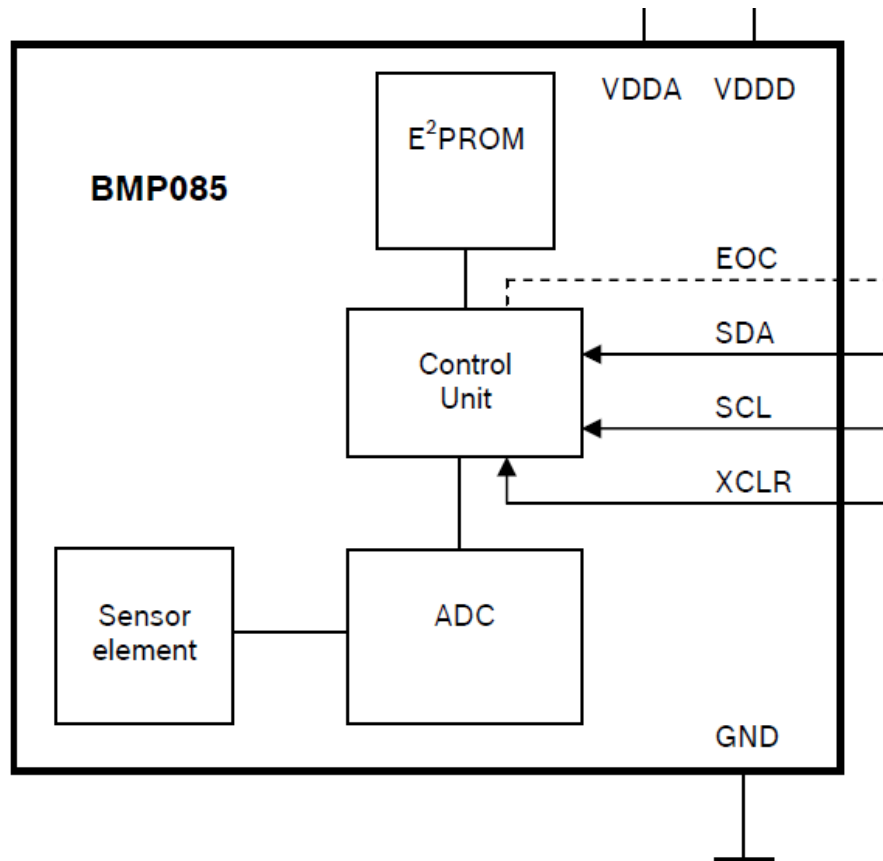 VDDA VDDD
E²PROM
BMP085
EOC
SDA
Control
Unit
SCL
XCLR
Sensor
element
ADC
GND